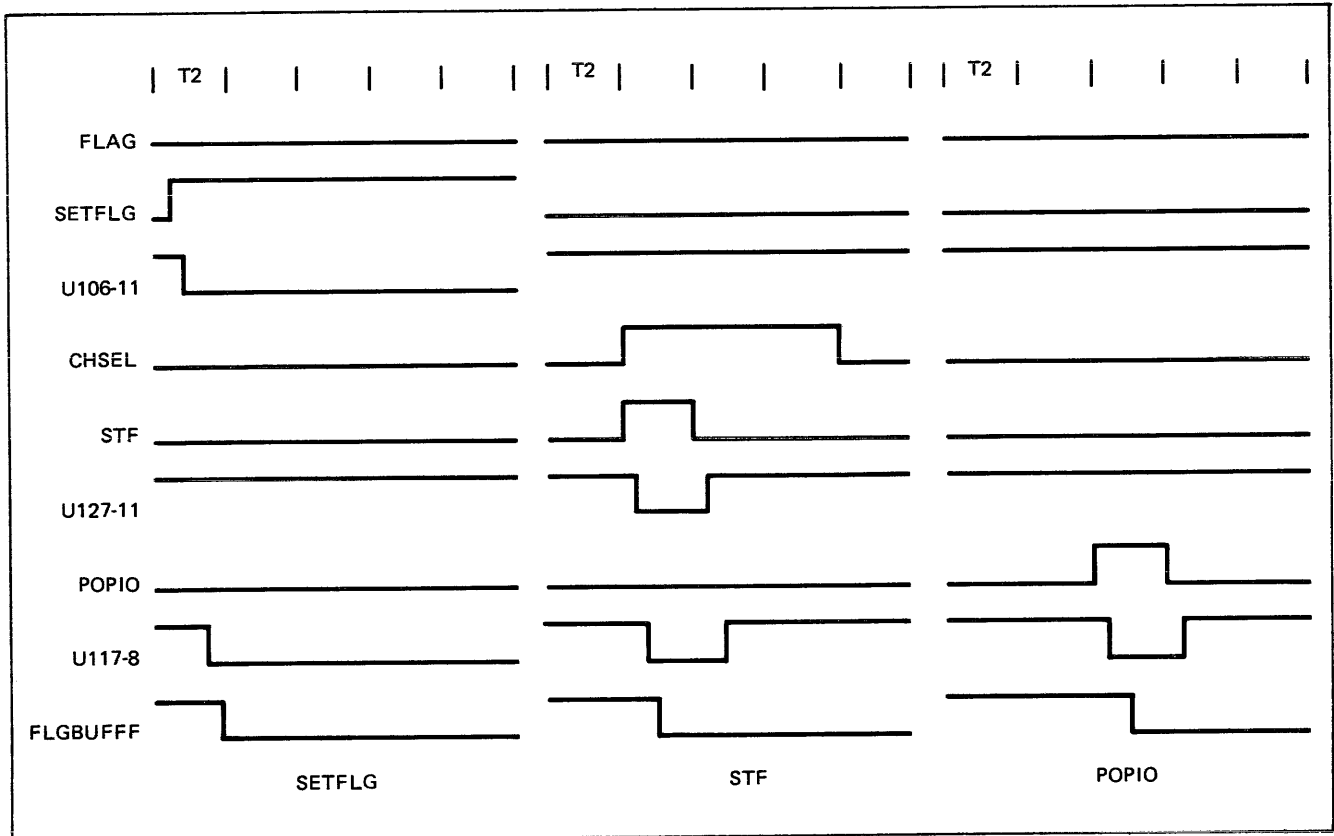 T2 T2 T2
FLAG
SETFLG
U106-11
CHSEL
STF
U127-11
POPIO
U117-8
FLGBUFFF
SETFLG STF POPIO